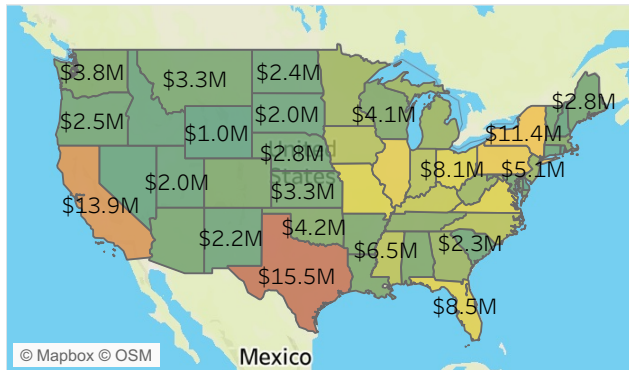 $3.8M
$3.3M
$2.4M
$4.1M
$2.8M
$2.5M
$2.0M
$11.4M
$1.0M
$2.8M
$8.1M
$5.1M
United
States
$2.0M
$3.3M
$13.9M
$4.2M
$2.2M
$6.5M
$2.3M
$15.5M
$8.5M
© Mapbox © OSM
Mexico